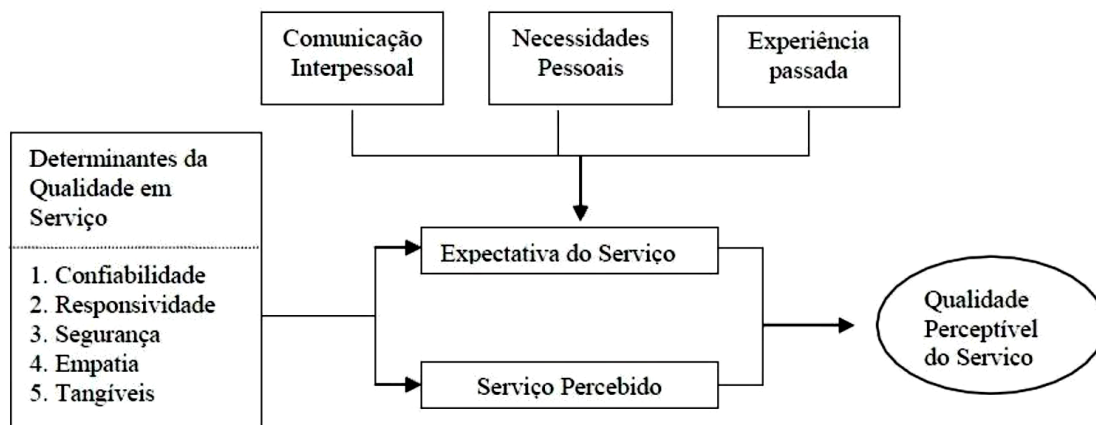 Comunicação
Interpessoal
Necessidades
Pessoais
Experiência
passada
Determinantes da
Qualidade em
Serviço
1. Confiabilidade
2. Responsividade
3. Segurança
4. Empatia
5. Tangíveis
Expectativa do Serviço
Serviço Percebido
Qualidade
Perceptível
do Servico